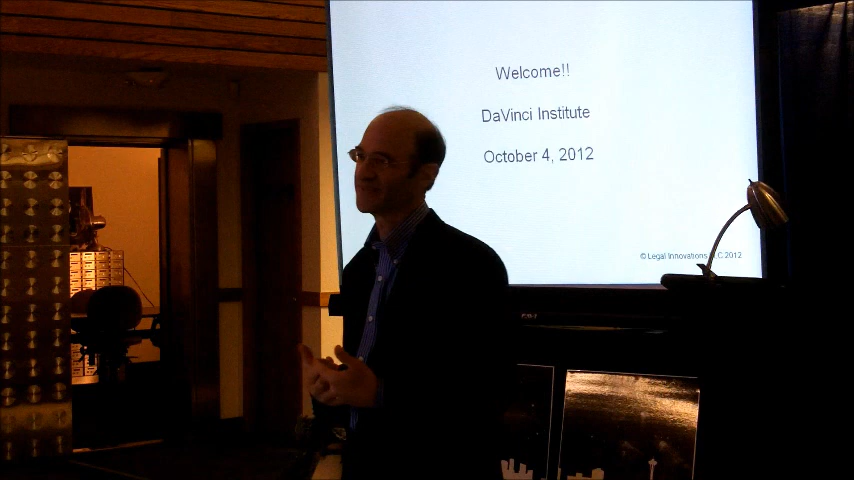 Welcome!!
DaVinci Institute
October 4, 2012
© Legal Innovations LLC 2012